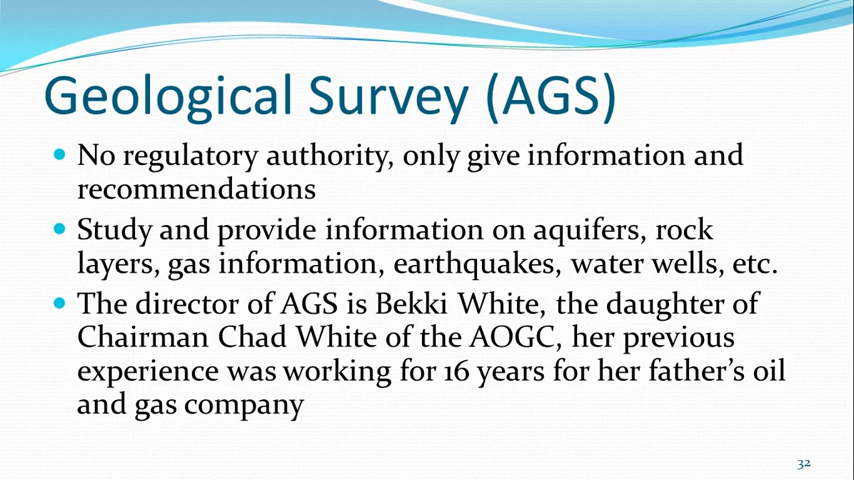 Geological Survey (AGS)
• No regulatory authority, only give information and
recommendations
• Study and provide information on aquifers, rock
layers, gas information, earthquakes, water wells, etc.
• The director of AGS is Bekki White, the daughter of
Chairman Chad White of the AOGC, her previous
experience was working for 16 years for her father’s oil
and gas company
32